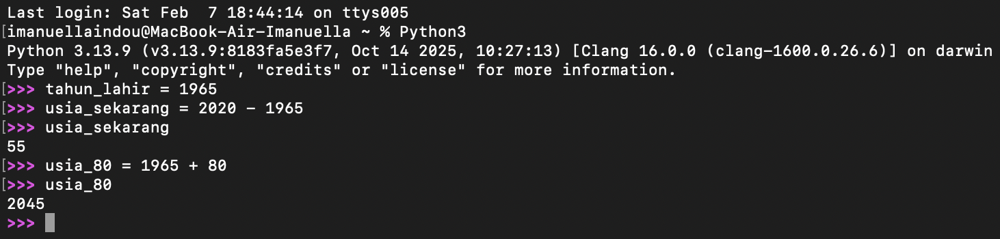 Last login: Sat Feb  7 18:44:14 on ttys005
[imanuellaindou@MacBook-Air-Imanuella ~ % Python3
Python 3.13.9 (v3.13.9:8183fa5e3f7, Oct 14 2025, 10:27:13) [Clang 16.0.0 (clang-1600.0.26.6)] on darwin
Type "help", "copyright", "credits" or "license" for more information.
[>>> tahun_lahir = 1965
[>>> usia_sekarang = 2020 - 1965
[>>> usia_sekarang
55
[>>> usia_80 = 1965 + 80
[>>> usia_80
2045
>>>